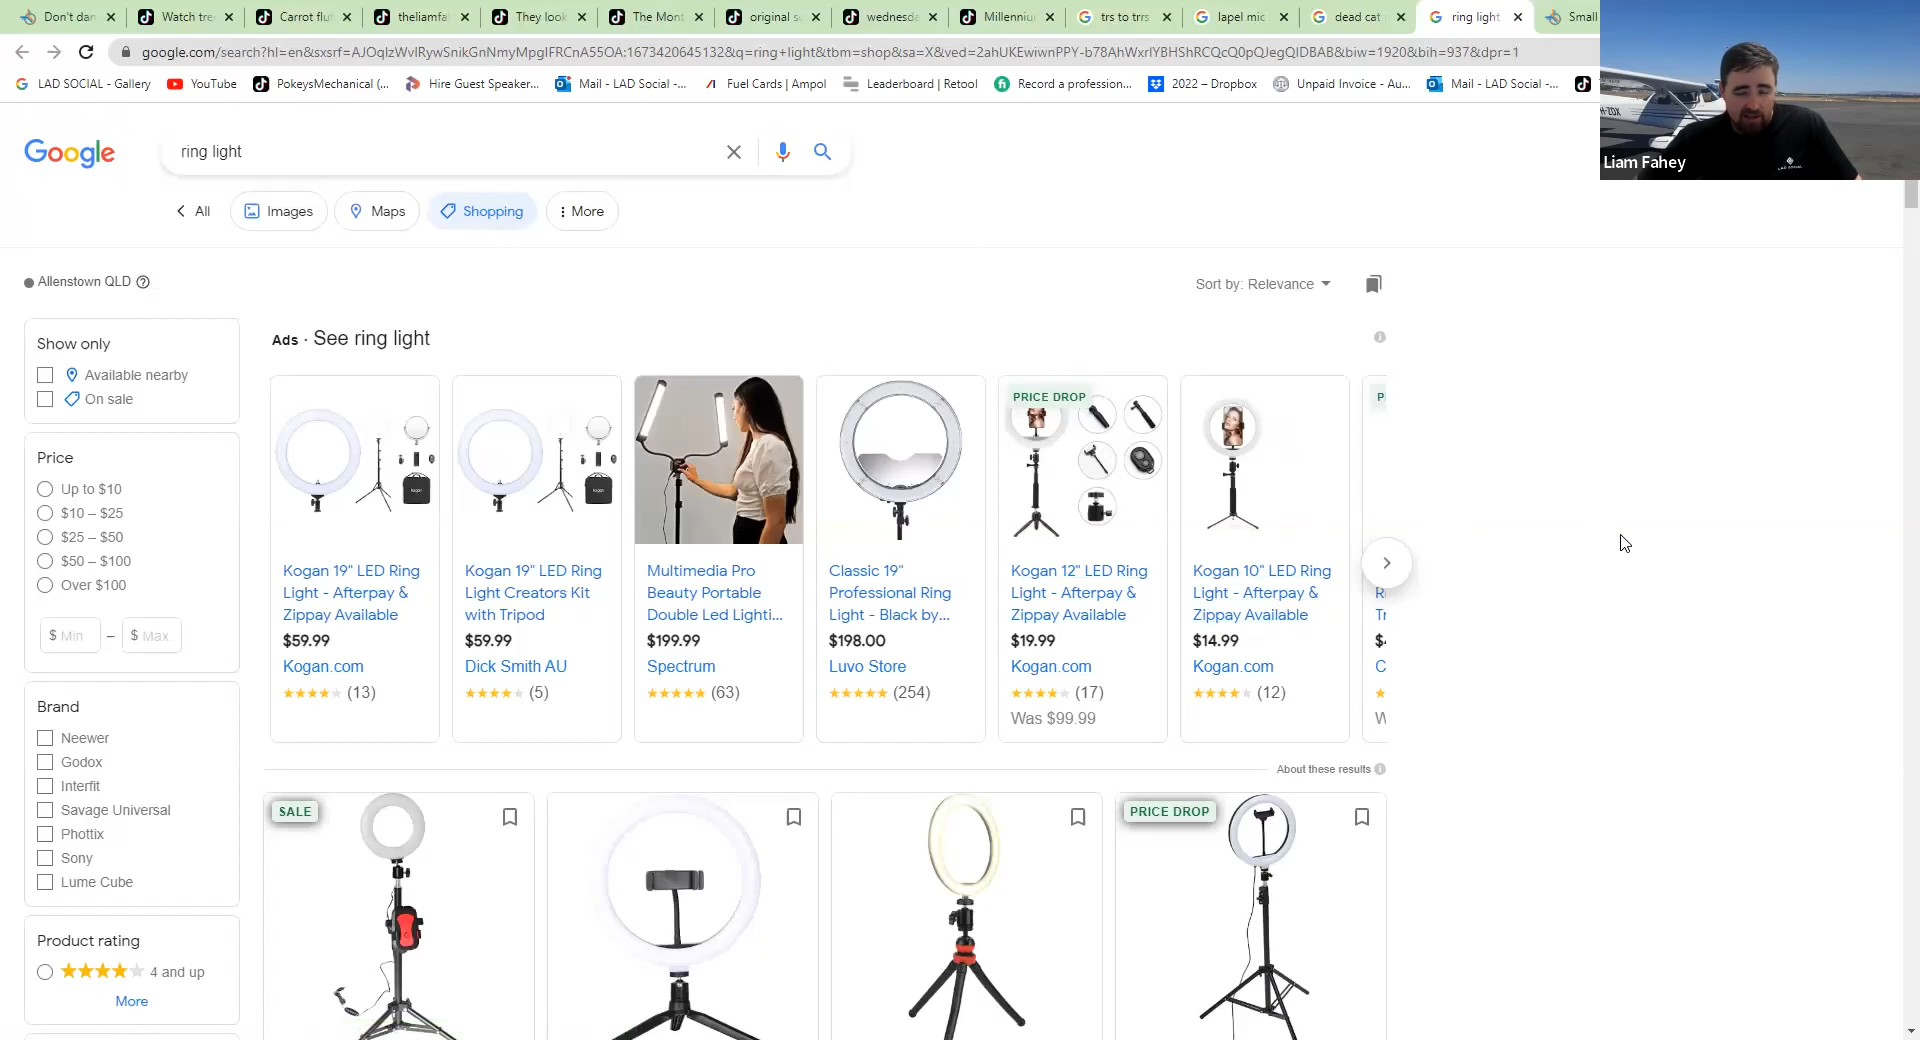 Don't dan
Watch tre
Carrot flu
theliamfa
They look
The Mont
original s
wednesda
Millenniu
trs to trrs
lapel mic
dead cat
ring light
Small
google.com/search?hl=en&sxsrf=AJOqlzWvlRywSnikGnNmyMpgIFRCnA55OA:1673420645132&q=ring+light&tbm=shop&sa=X&ved=2ahUKEwiwnPPY-b78AhWxrlYBHShRCQcQ0pQJegQIDBAB&biw=1920&bih=937&dpr=1
LAD SOCIAL - Gallery
YouTube
PokeysMechanical (...
Hire Guest Speaker...
Mail - LAD Social -...
Fuel Cards | Ampol
Leaderboard | Retool
Record a profession...
2022 – Dropbox
Unpaid Invoice - Au...
Mail - LAD Social -...
Liam Fahey
Google
ring light
All
Images
Maps
Shopping
More
Allenstown QLD
Sort by: Relevance
Show only
Available nearby
On sale
Price
Up to $10
$10 – $25
$25 – $50
$50 – $100
Over $100
$ Min – $ Max
Brand
Neewer
Godox
Interfit
Savage Universal
Phottix
Sony
Lume Cube
Product rating
4 and up
More
Ads · See ring light
Kogan 19" LED Ring
Light - Afterpay &
Zippay Available
$59.99
Kogan.com
(13)
Kogan 19" LED Ring
Light Creators Kit
with Tripod
$59.99
Dick Smith AU
(5)
Multimedia Pro
Beauty Portable
Double Led Lighti...
$199.99
Spectrum
(63)
Classic 19"
Professional Ring
Light - Black by...
$198.00
Luvo Store
(254)
PRICE DROP
Kogan 12" LED Ring
Light - Afterpay &
Zippay Available
$19.99
Kogan.com
(17)
Was $99.99
Kogan 10" LED Ring
Light - Afterpay &
Zippay Available
$14.99
Kogan.com
(12)
About these results
SALE
PRICE DROP